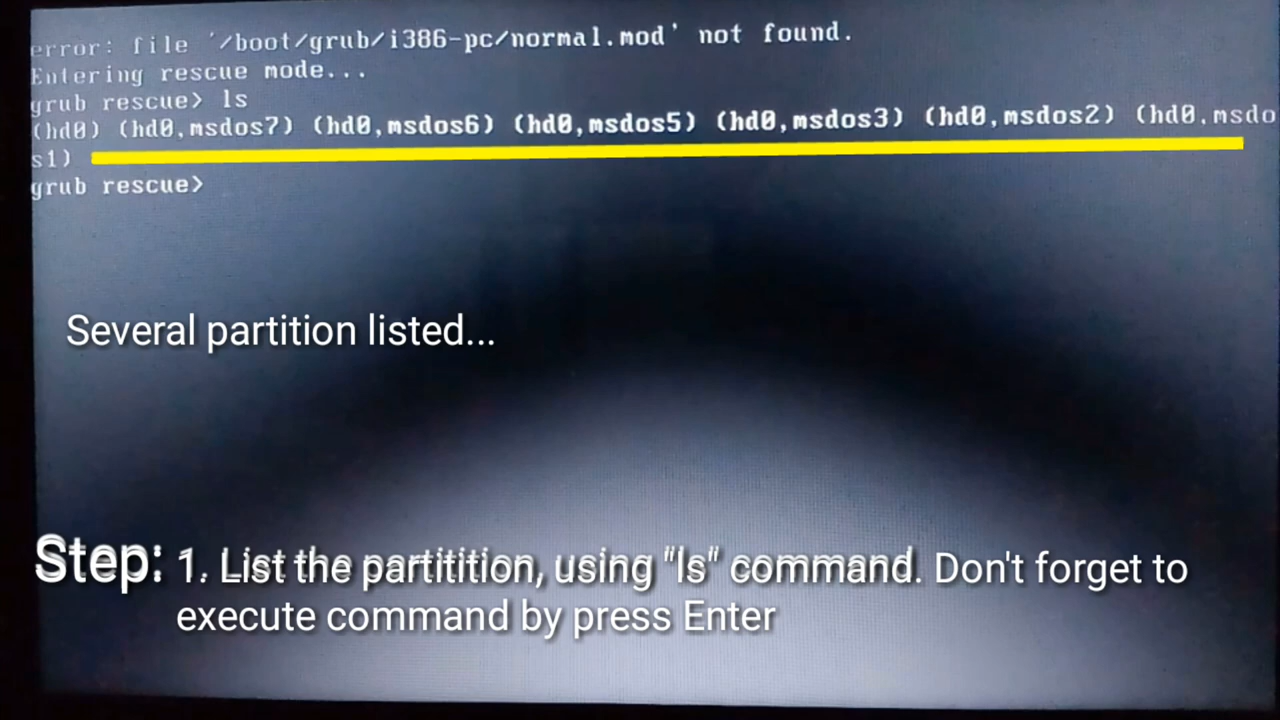 error: file '/boot/grub/i386-pc/normal.mod' not found.
Entering rescue mode...
grub rescue> ls
(hd0) (hd0,msdos7) (hd0,msdos6) (hd0,msdos5) (hd0,msdos3) (hd0,msdos2) (hd0,msdo
s1)
grub rescue>
Several partition listed...
Step: 1. List the partitition, using "ls" command. Don't forget to
execute command by press Enter